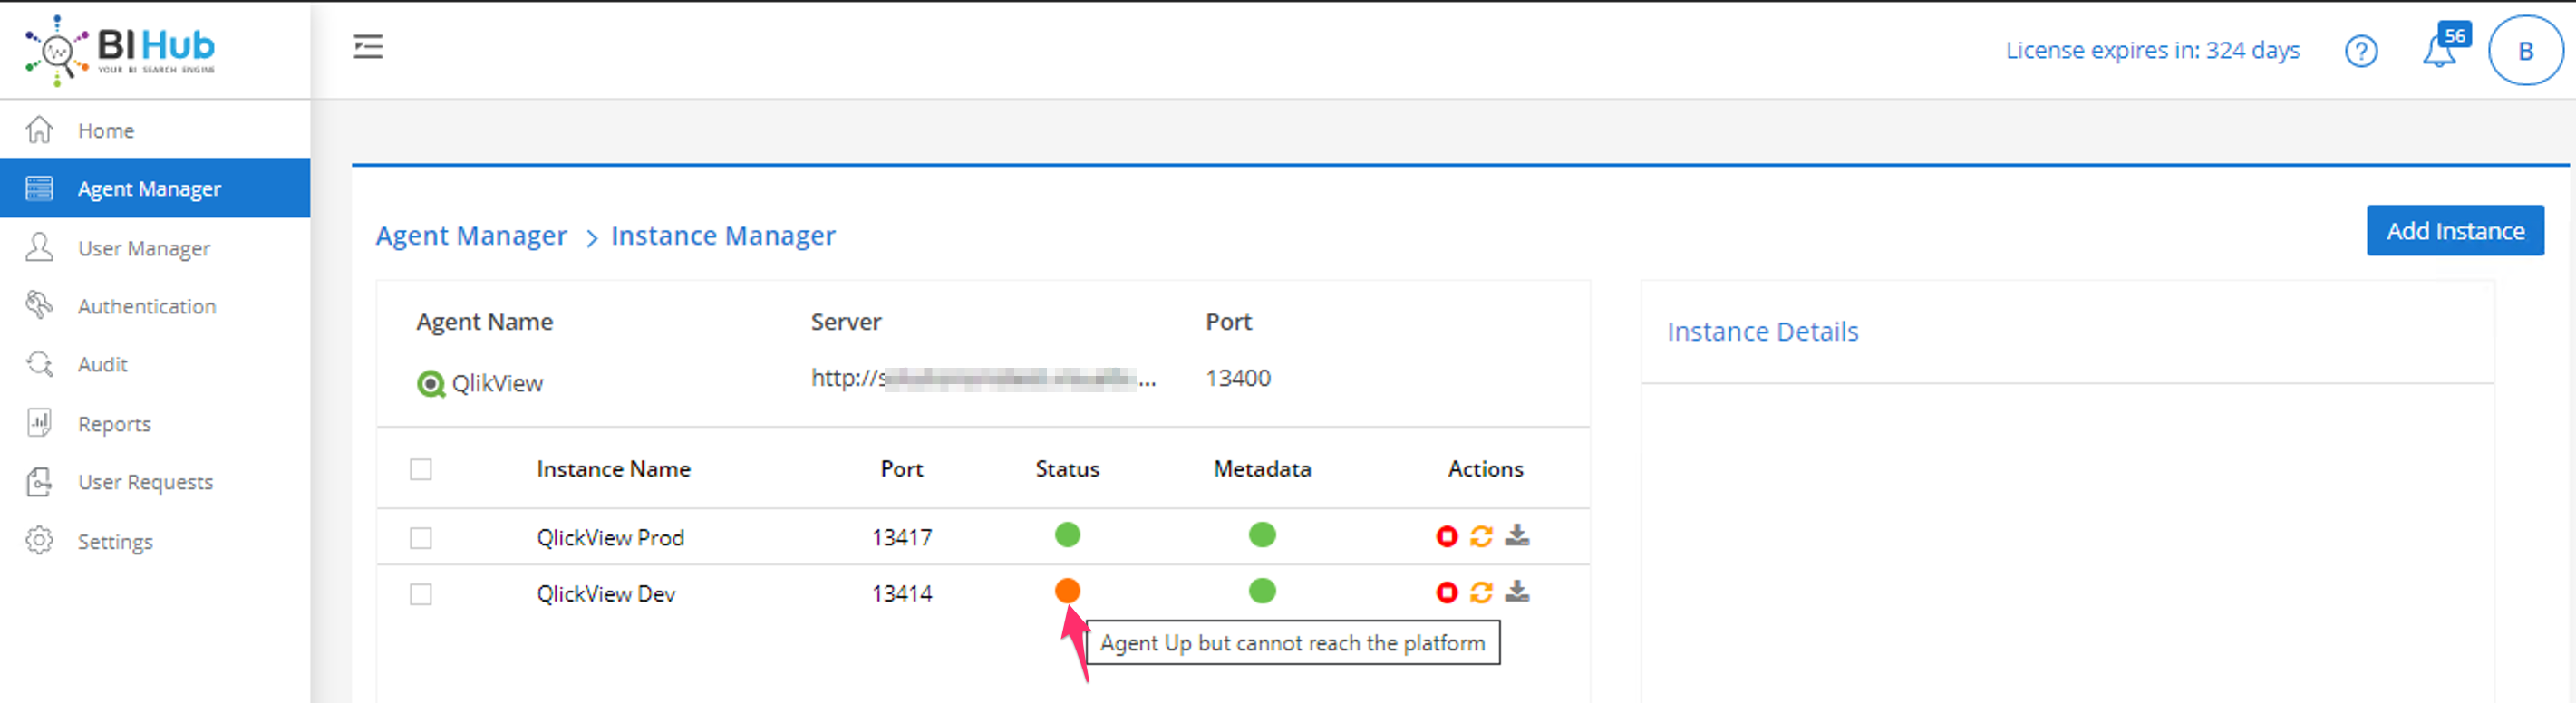 BI Hub
YOUR BI SEARCH ENGINE
License expires in: 324 days
56
B
Home
Agent Manager
User Manager
Authentication
Audit
Reports
User Requests
Settings
Agent Manager > Instance Manager
Add Instance
Agent Name Server Port
QlikView http://s ... 13400
Instance Details
Instance Name Port Status Metadata Actions
QlickView Prod 13417
QlickView Dev 13414
Agent Up but cannot reach the platform